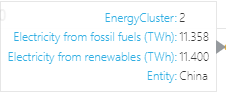 EnergyCluster: 2
Electricity from fossil fuels (TWh): 11.358
Electricity from renewables (TWh): 11.400
Entity: China